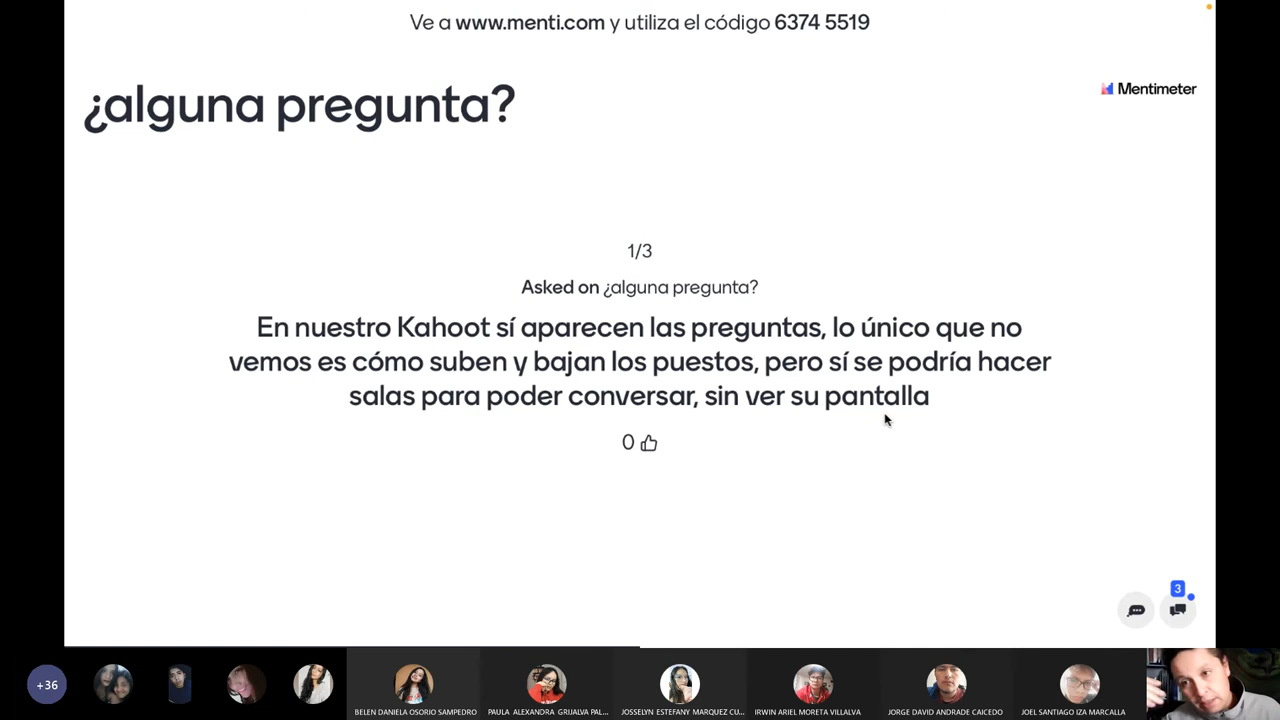 Ve a www.menti.com y utiliza el código 6374 5519
¿alguna pregunta?
Mentimeter
1/3
Asked on ¿alguna pregunta?
En nuestro Kahoot sí aparecen las preguntas, lo único que no
vemos es cómo suben y bajan los puestos, pero sí se podría hacer
salas para poder conversar, sin ver su pantalla
0
3
+36
BELEN DANIELA OSORIO SAMPEDRO
PAULA ALEXANDRA GRIJALVA PAL...
JOSSELYN ESTEFANY MARQUEZ CU...
IRWIN ARIEL MORETA VILLALVA
JORGE DAVID ANDRADE CAICEDO
JOEL SANTIAGO IZA MARCALLA